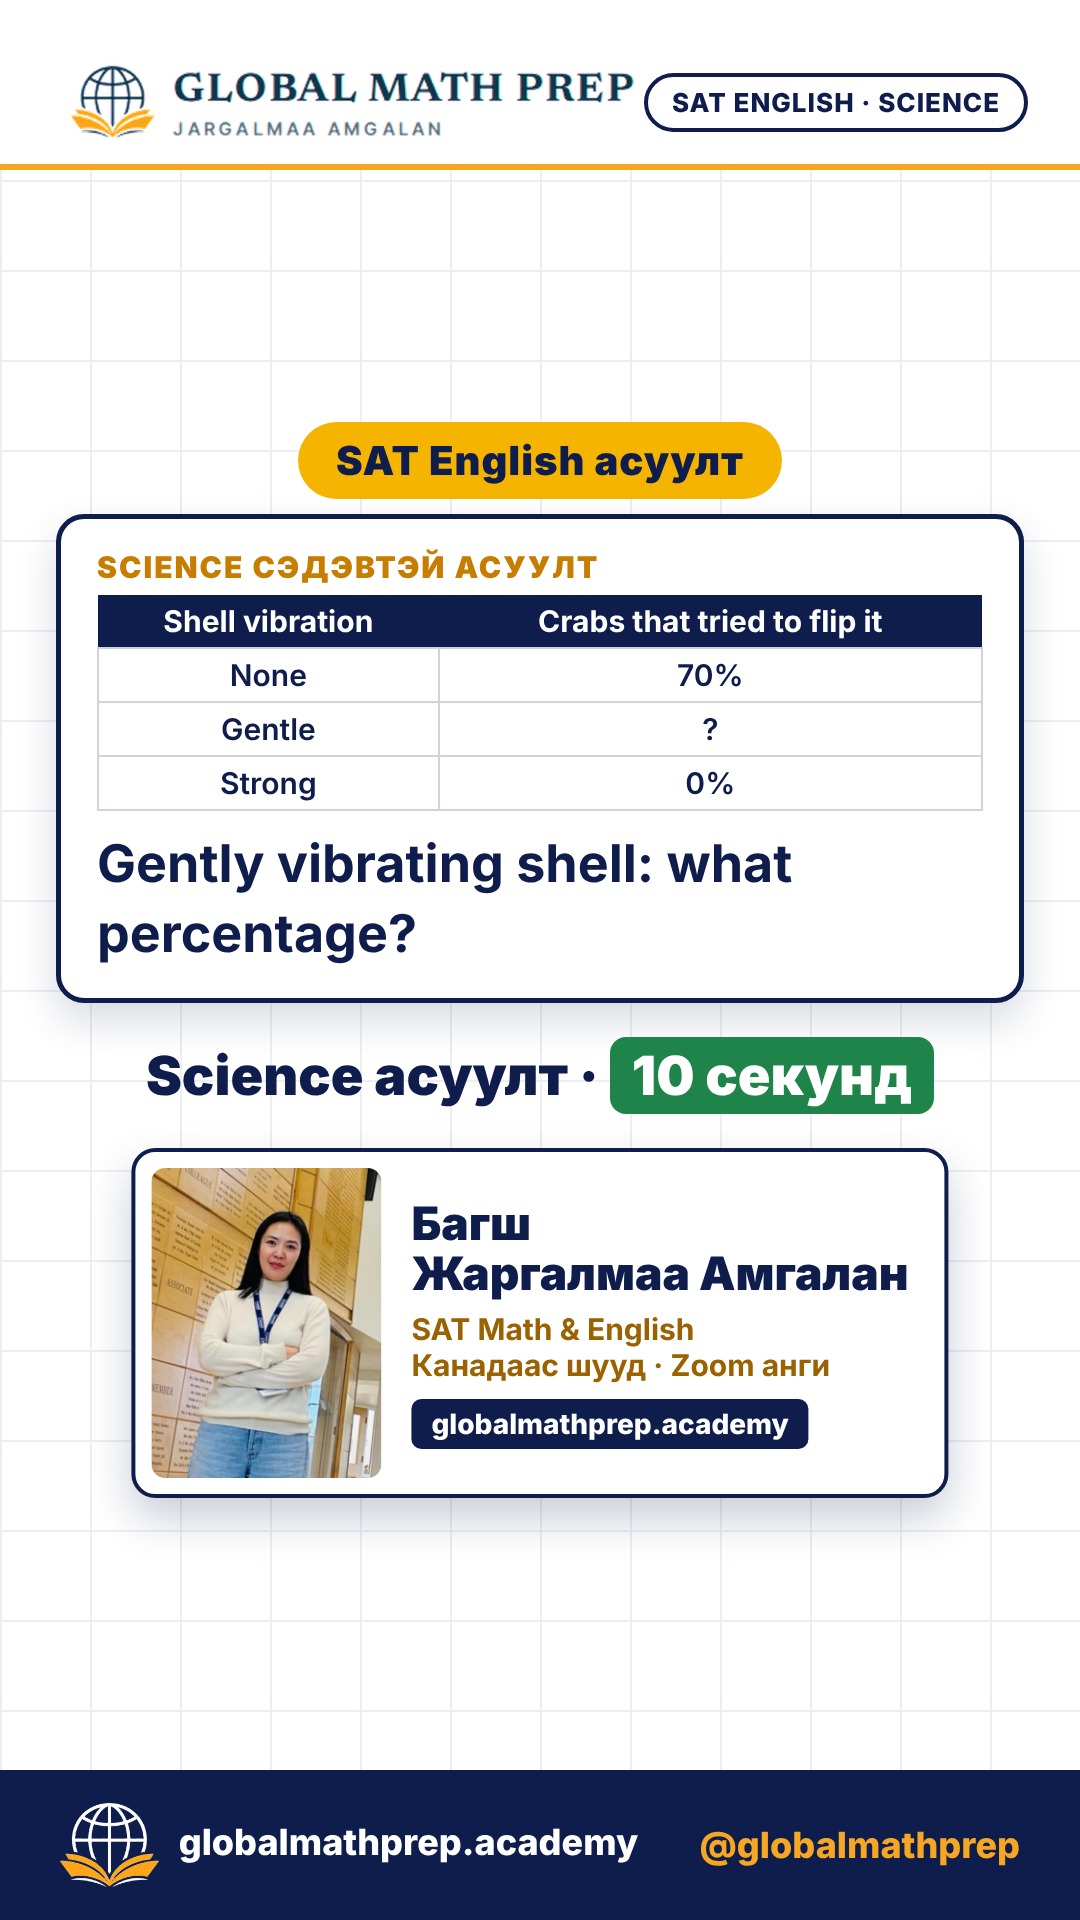 GLOBAL MATH PREP
JARGALMAA AMGALAN
SAT ENGLISH · SCIENCE
SAT English асуулт
SCIENCE СЭДЭВТЭЙ АСУУЛТ
Shell vibration Crabs that tried to flip it
None 70%
Gentle ?
Strong 0%
Gently vibrating shell: what
percentage?
Science асуулт · 10 секунд
Багш
Жаргалмаа Амгалан
SAT Math & English
Канадаас шууд · Zoom анги
globalmathprep.academy
globalmathprep.academy
@globalmathprep